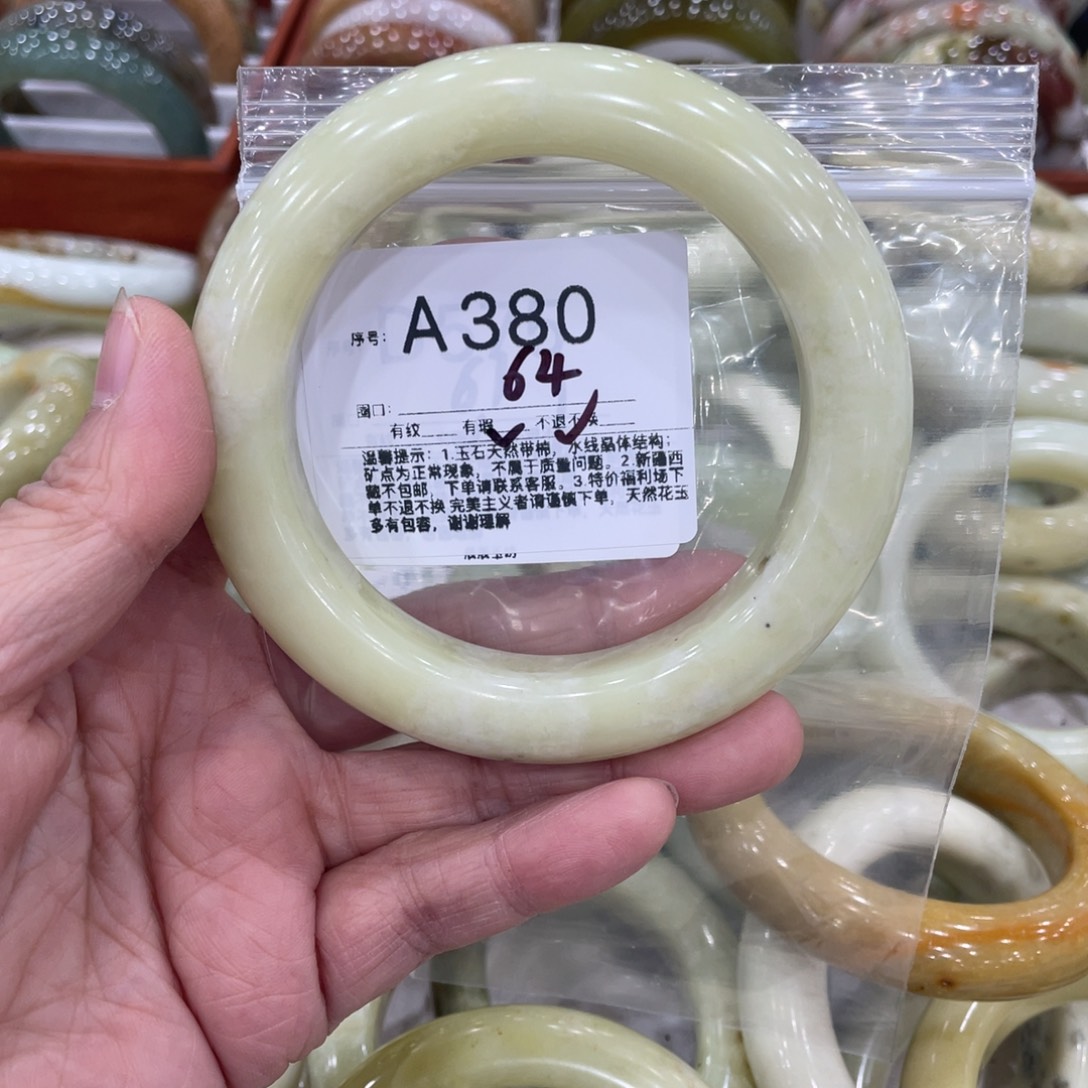 序号: A380
64
圈口:
有纹 有瑕 ✓ 不退不换 ✓
温馨提示:1.玉石天然带棉,水线晶体结构;
矿点为正常现象,不属于质量问题。2.新疆西
藏不包邮,下单请联系客服。3.特价福利场下
单不退不换 完美主义者请谨慎下单,天然花玉
多有包容,谢谢理解